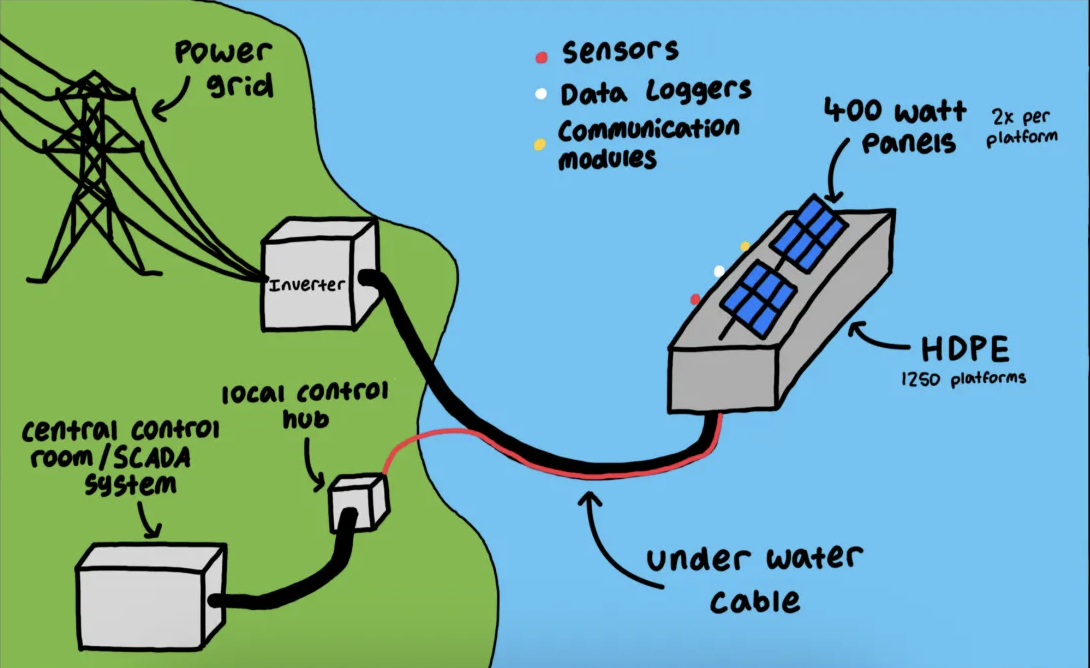 Power
grid
Sensors
Data Loggers
Communication
modules
400 watt
Panels
2x per
platform
Inverter
HDPE
1250 platforms
local control
hub
central control
room/SCADA
system
under water
cable